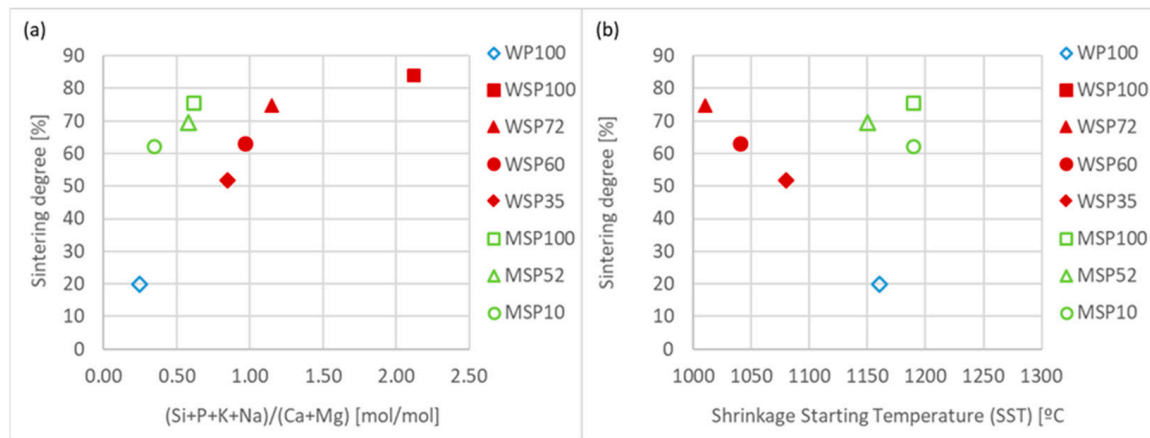 (a)
Sintering degree [%]
90
80
70
60
50
40
30
20
10
0
0.00 0.50 1.00 1.50 2.00 2.50
(Si+P+K+Na)/(Ca+Mg) [mol/mol]
WP100
WSP100
WSP72
WSP60
WSP35
MSP100
MSP52
MSP10
(b)
Sintering degree [%]
90
80
70
60
50
40
30
20
10
0
1000 1050 1100 1150 1200 1250 1300
Shrinkage Starting Temperature (SST) [ºC
WP100
WSP100
WSP72
WSP60
WSP35
MSP100
MSP52
MSP10